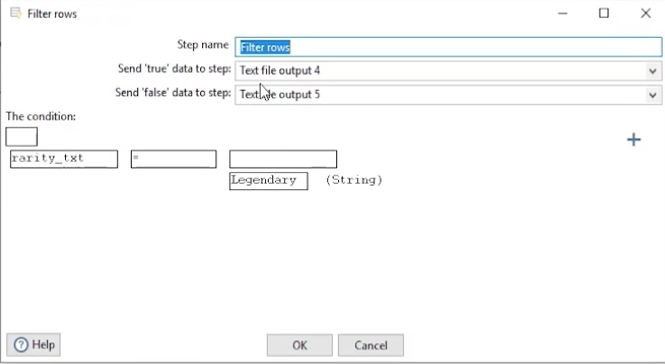 Filter rows
Step name Filter rows
Send 'true' data to step: Text file output 4
Send 'false' data to step: Text file output 5
The condition:
rarity_txt = 
Legendary (String)
Help OK Cancel